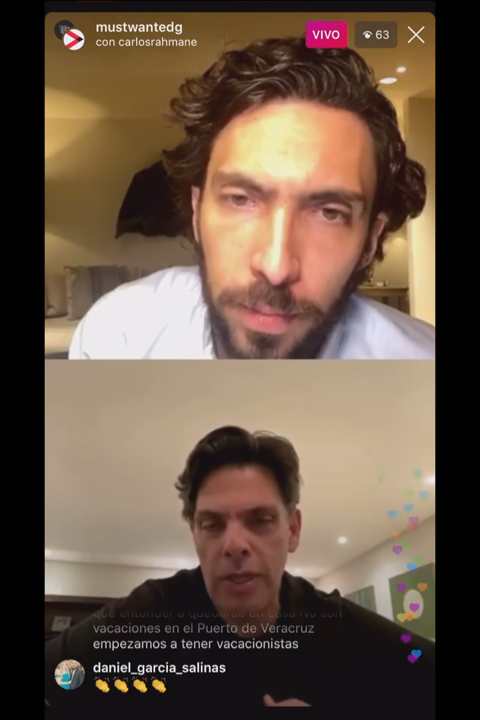 mustwantedg
con carlosrahmane
VIVO
63
que entender a quedarse en casa No son
vacaciones en el Puerto de Veracruz
empezamos a tener vacacionistas
daniel_garcia_salinas
👏👏👏👏